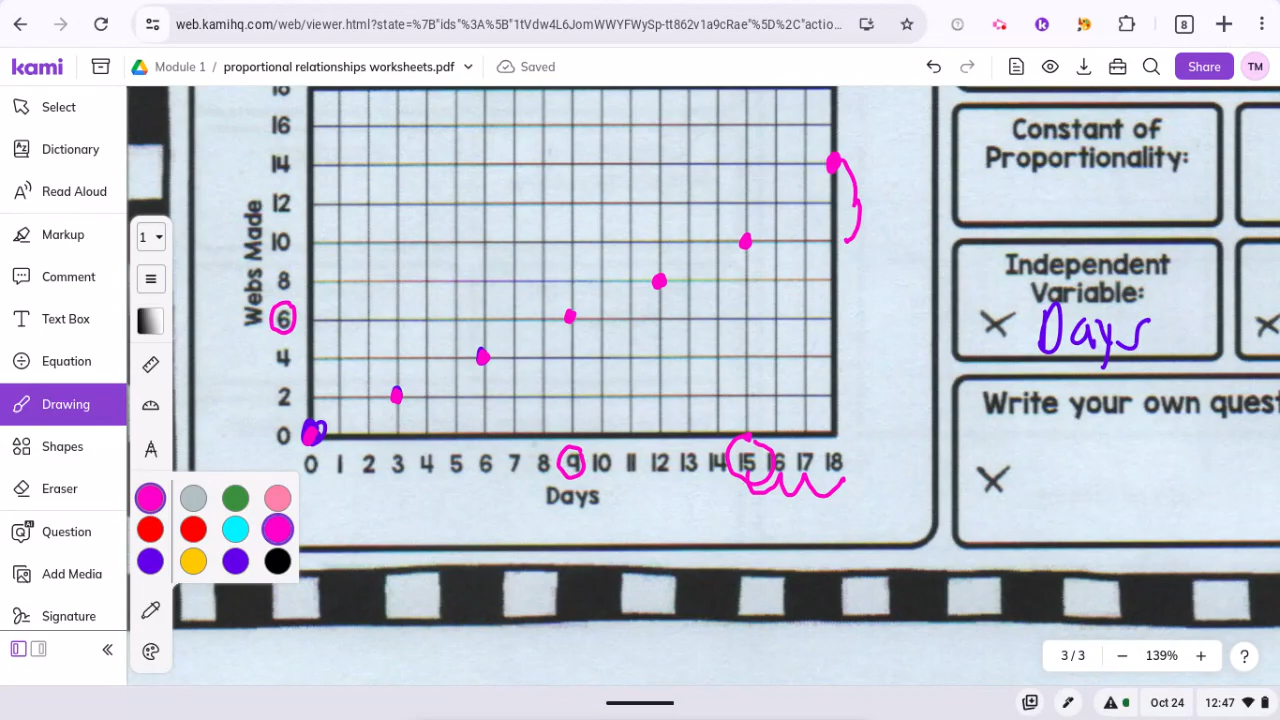 web.kamihq.com/web/viewer.html?state=%7B"ids"%3A%5B"1tVdw4L6JomWWYFWySp-tt862v1a9cRae"%5D%2C"actio...
8
kami
Module 1 / proportional relationships worksheets.pdf
Saved
Share
TM
Select
Dictionary
Read Aloud
Markup
Comment
Text Box
Equation
Drawing
Shapes
Eraser
Question
Add Media
Signature
1
Webs Made
16
14
12
10
8
6
4
2
0
0 1 2 3 4 5 6 7 8 9 10 11 12 13 14 15 16 17 18
Days
Constant of
Proportionality:
Independent
Variable:
Days
Write your own quest
3 / 3
139%
Oct 24
12:47